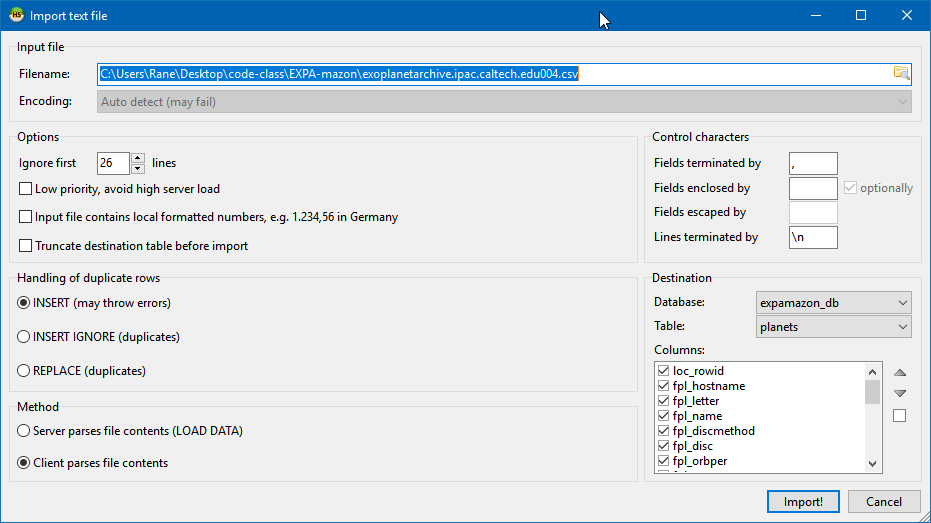 HS Import text file
Input file
Filename: C:\Users\Rane\Desktop\code-class\EXPA-mazon\exoplanetarchive.ipac.caltech.edu004.csv
Encoding: Auto detect (may fail)
Options
Ignore first 26 lines
Low priority, avoid high server load
Input file contains local formatted numbers, e.g. 1.234,56 in Germany
Truncate destination table before import
Control characters
Fields terminated by ,
Fields enclosed by optionally
Fields escaped by
Lines terminated by \n
Handling of duplicate rows
INSERT (may throw errors)
INSERT IGNORE (duplicates)
REPLACE (duplicates)
Method
Server parses file contents (LOAD DATA)
Client parses file contents
Destination
Database: expamazon_db
Table: planets
Columns:
loc_rowid
fpl_hostname
fpl_letter
fpl_name
fpl_discmethod
fpl_disc
fpl_orbper
Import! Cancel